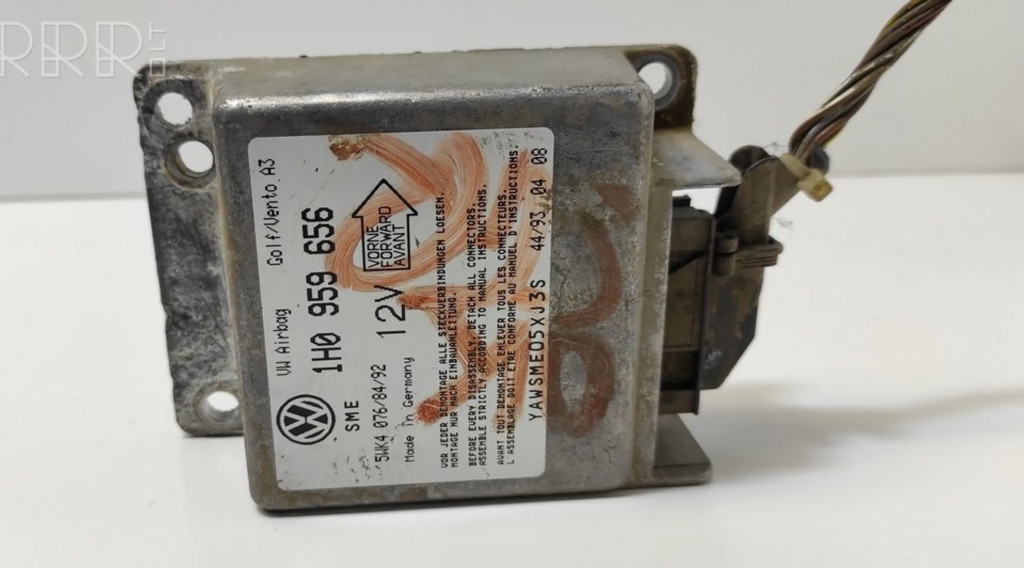 RRR.LT
VW Airbag Golf/Vento A3
1H0 959 656
SME
5WK4 076/84/92 12V
Made in Germany
VORNE
FORWARD
AVANT
VOR JEDER DEMONTAGE ALLE STECKVERBINDUNGEN LOESEN.
MONTAGE NUR NACH EINBAUANLEITUNG.
BEFORE EVERY DISASSEMBLY, DETACH ALL CONNECTORS.
ASSEMBLE STRICTLY ACCORDING TO MANUAL INSTRUCTIONS.
AVANT TOUT DEMONTAGE ENLEVER TOUS LES CONNECTEURS.
L'ASSEMBLAGE DOIT ETRE CONFORME AU MANUEL D'INSTRUCTIONS.
YAWSME05XJ3S 44/93 04 08